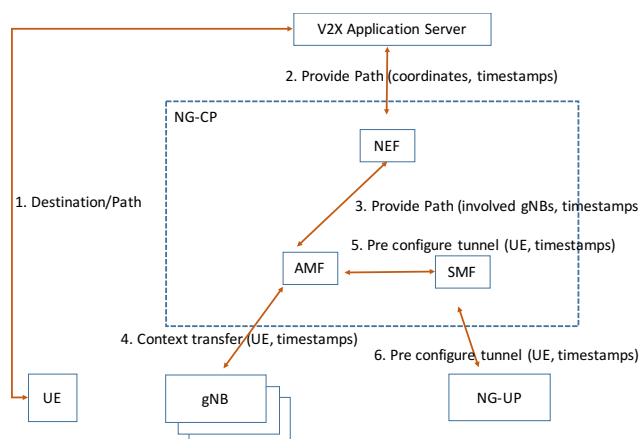 V2X Application Server
2. Provide Path (coordinates, timestamps)
NG-CP
NEF
1. Destination/Path
3. Provide Path (involved gNBs, timestamps
5. Pre configure tunnel (UE, timestamps)
AMF
SMF
4. Context transfer (UE, timestamps)
6. Pre configure tunnel (UE, timestamps)
UE
gNB
NG-UP